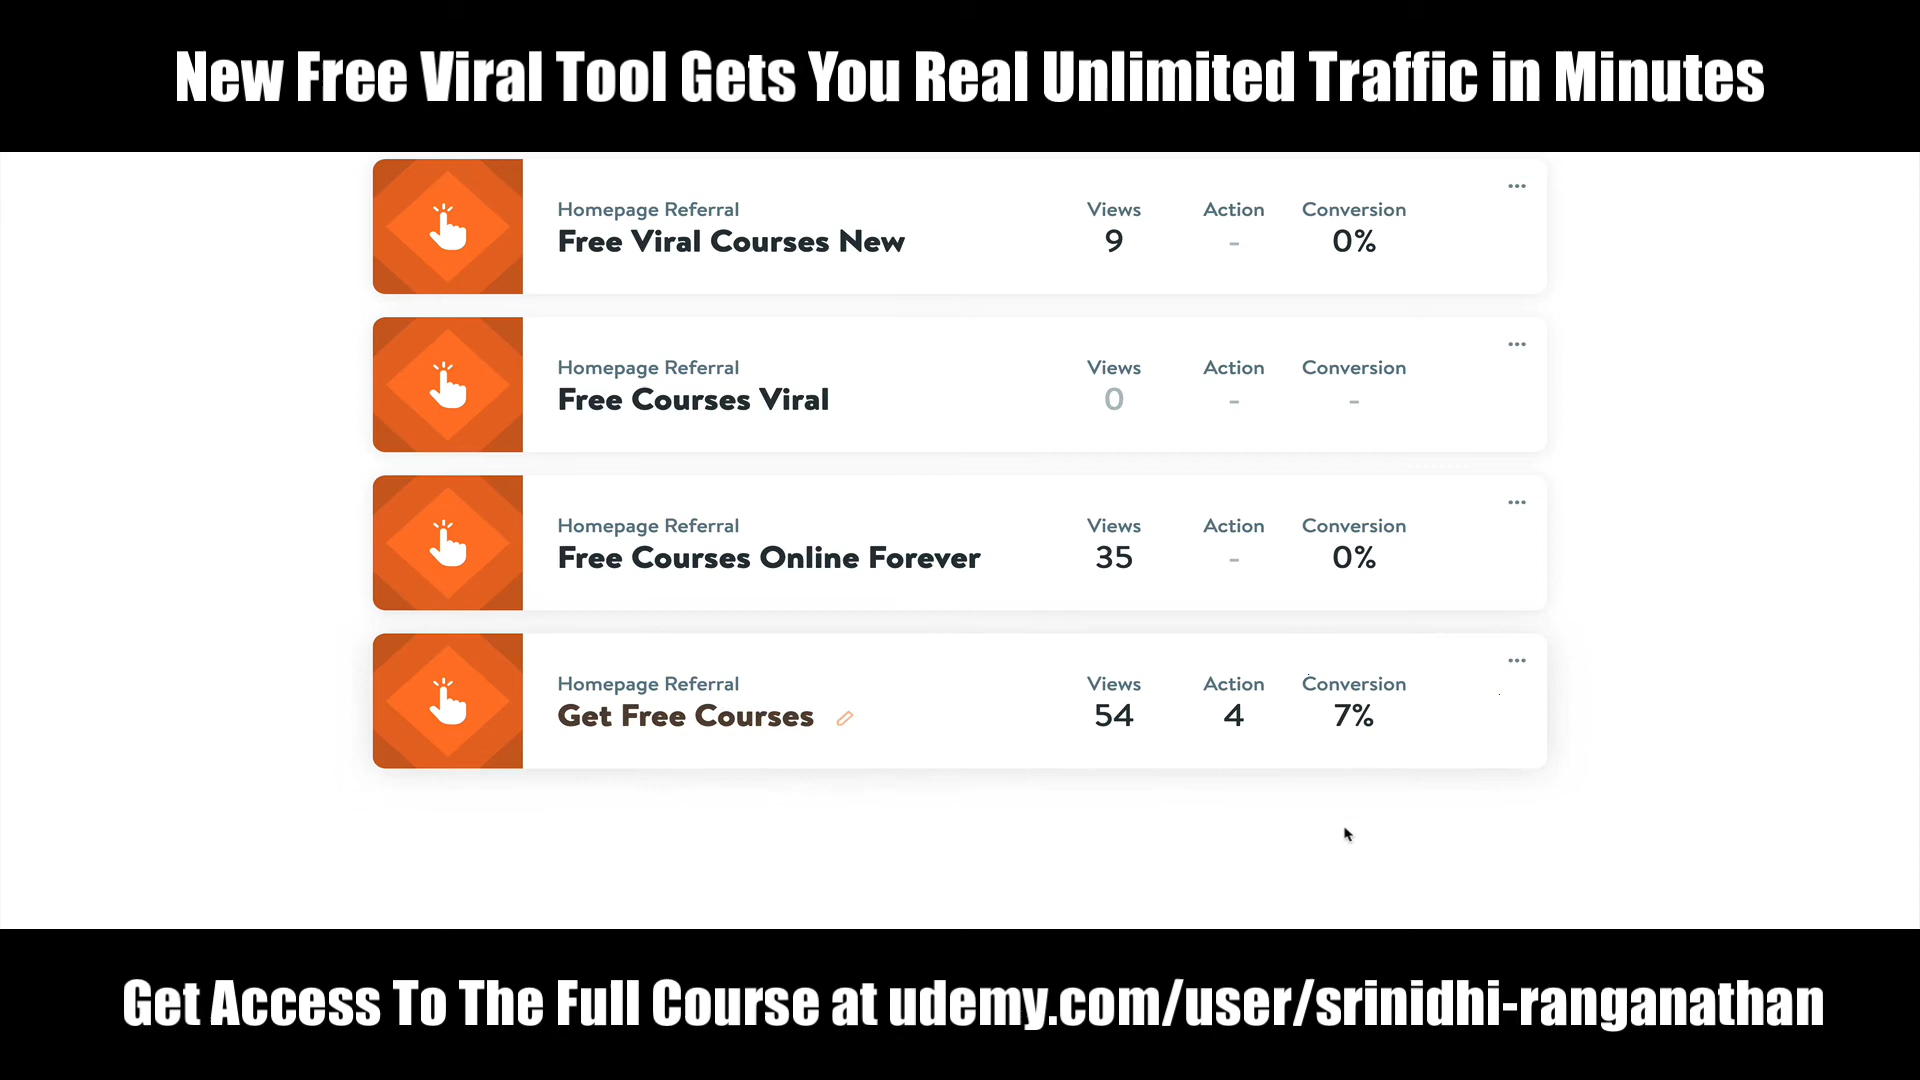 New Free Viral Tool Gets You Real Unlimited Traffic in Minutes
Homepage Referral Views Action Conversion
Free Viral Courses New 9 - 0%
Homepage Referral Views Action Conversion
Free Courses Viral 0 - -
Homepage Referral Views Action Conversion
Free Courses Online Forever 35 - 0%
Homepage Referral Views Action Conversion
Get Free Courses 54 4 7%
Get Access To The Full Course at udemy.com/user/srinidhi-ranganathan